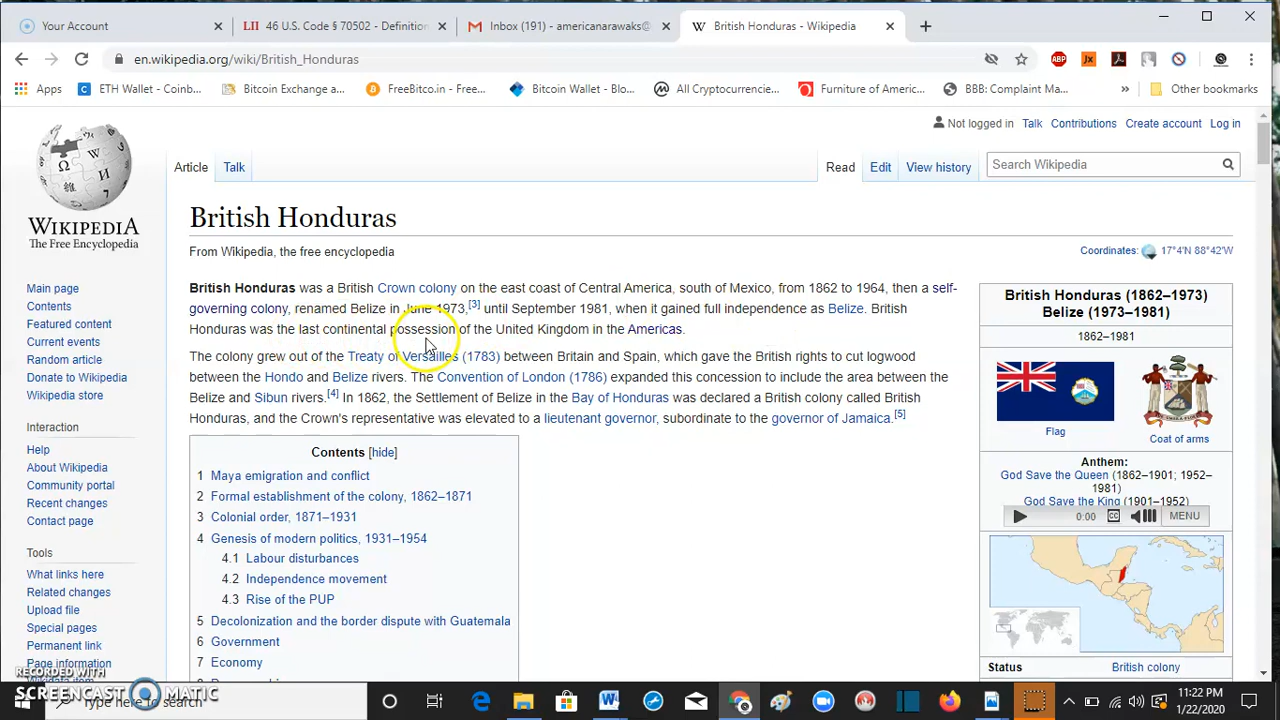 Your Account
46 U.S. Code § 70502 - Definition
Inbox (191) - americanarawaks@
British Honduras - Wikipedia
en.wikipedia.org/wiki/British_Honduras
Apps
ETH Wallet - Coinb...
Bitcoin Exchange a...
FreeBitco.in - Free...
Bitcoin Wallet - Blo...
All Cryptocurrencie...
Furniture of Americ...
BBB: Complaint Ma...
» Other bookmarks
Not logged in Talk Contributions Create account Log in
Article Talk
Read Edit View history
Search Wikipedia
WIKIPEDIA
The Free Encyclopedia
Main page
Contents
Featured content
Current events
Random article
Donate to Wikipedia
Wikipedia store
Interaction
Help
About Wikipedia
Community portal
Recent changes
Contact page
Tools
What links here
Related changes
Upload file
Special pages
Permanent link
Page information
British Honduras
From Wikipedia, the free encyclopedia
Coordinates: 17°4′N 88°42′W
British Honduras was a British Crown colony on the east coast of Central America, south of Mexico, from 1862 to 1964, then a self-
governing colony, renamed Belize in June 1973,[3] until September 1981, when it gained full independence as Belize. British
Honduras was the last continental possession of the United Kingdom in the Americas.
The colony grew out of the Treaty of Versailles (1783) between Britain and Spain, which gave the British rights to cut logwood
between the Hondo and Belize rivers. The Convention of London (1786) expanded this concession to include the area between the
Belize and Sibun rivers.[4] In 1862, the Settlement of Belize in the Bay of Honduras was declared a British colony called British
Honduras, and the Crown's representative was elevated to a lieutenant governor, subordinate to the governor of Jamaica.[5]
Contents [hide]
1 Maya emigration and conflict
2 Formal establishment of the colony, 1862–1871
3 Colonial order, 1871–1931
4 Genesis of modern politics, 1931–1954
4.1 Labour disturbances
4.2 Independence movement
4.3 Rise of the PUP
5 Decolonization and the border dispute with Guatemala
6 Government
7 Economy
British Honduras (1862–1973)
Belize (1973–1981)
1862–1981
Flag
Coat of arms
Anthem:
God Save the Queen (1862–1901; 1952–
1981)
God Save the King (1901–1952)
0:00
MENU
Status British colony
RECORDED WITH
SCREENCAST MATIC
Type here to search
11:22 PM
1/22/2020